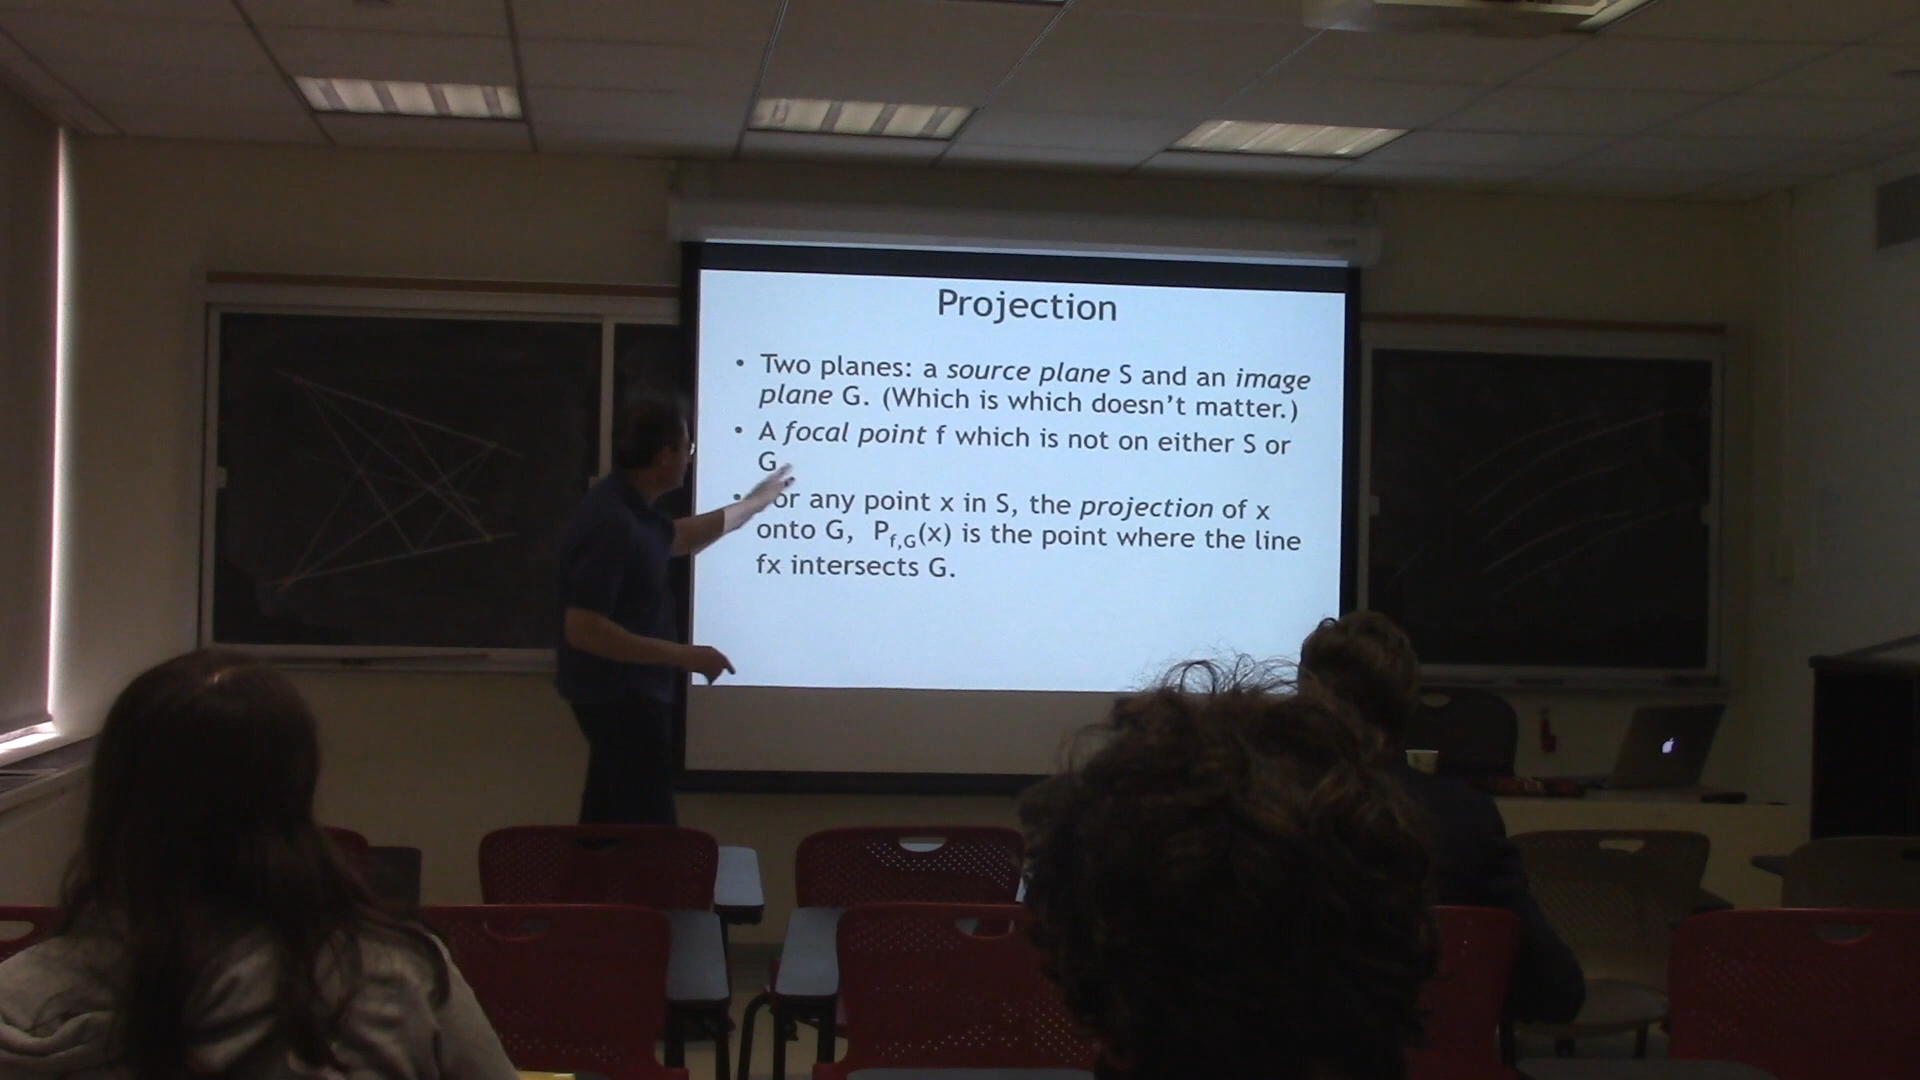 Projection
• Two planes: a source plane S and an image
plane G. (Which is which doesn't matter.)
• A focal point f which is not on either S or
G.
• For any point x in S, the projection of x
onto G, Pf,G(x) is the point where the line
fx intersects G.